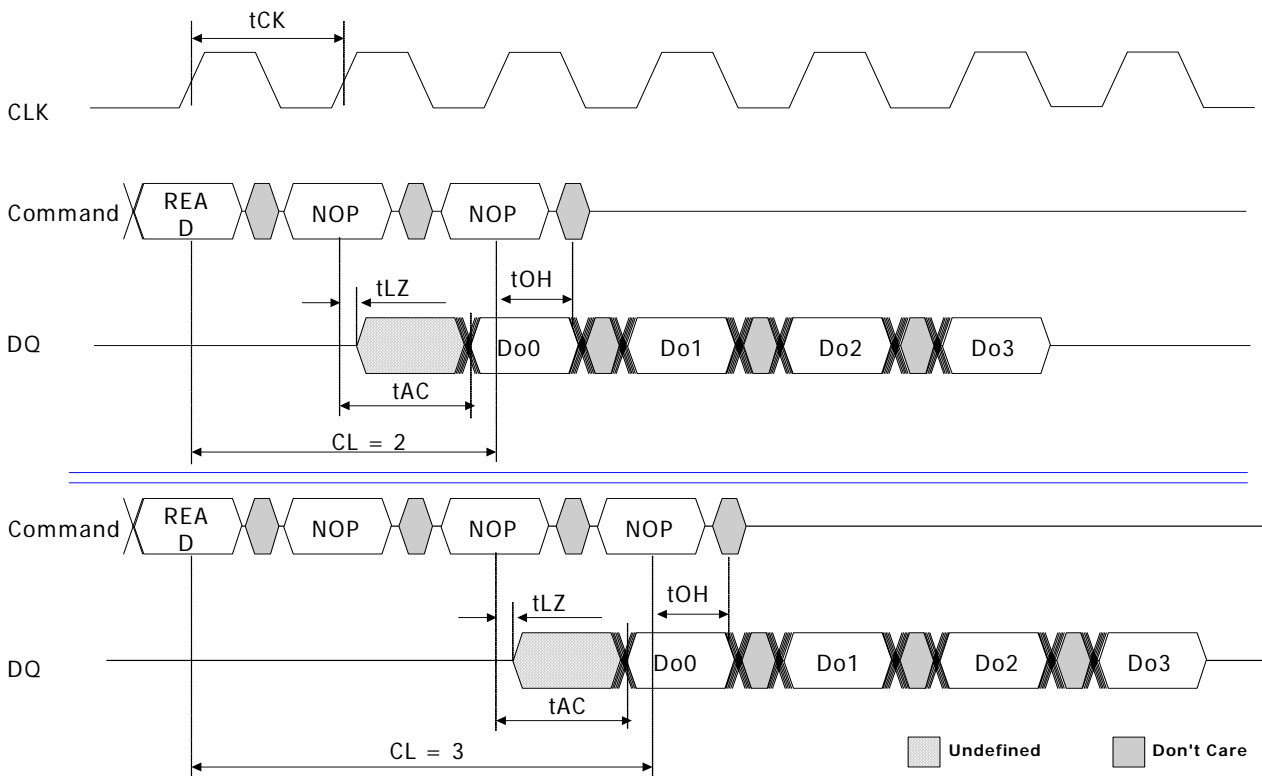 tCK
CLK
Command
REA
D
NOP
NOP
tLZ
tOH
DQ
Do0
Do1
Do2
Do3
tAC
CL = 2
Command
REA
D
NOP
NOP
NOP
tLZ
tOH
DQ
Do0
Do1
Do2
Do3
tAC
CL = 3
Undefined
Don't Care